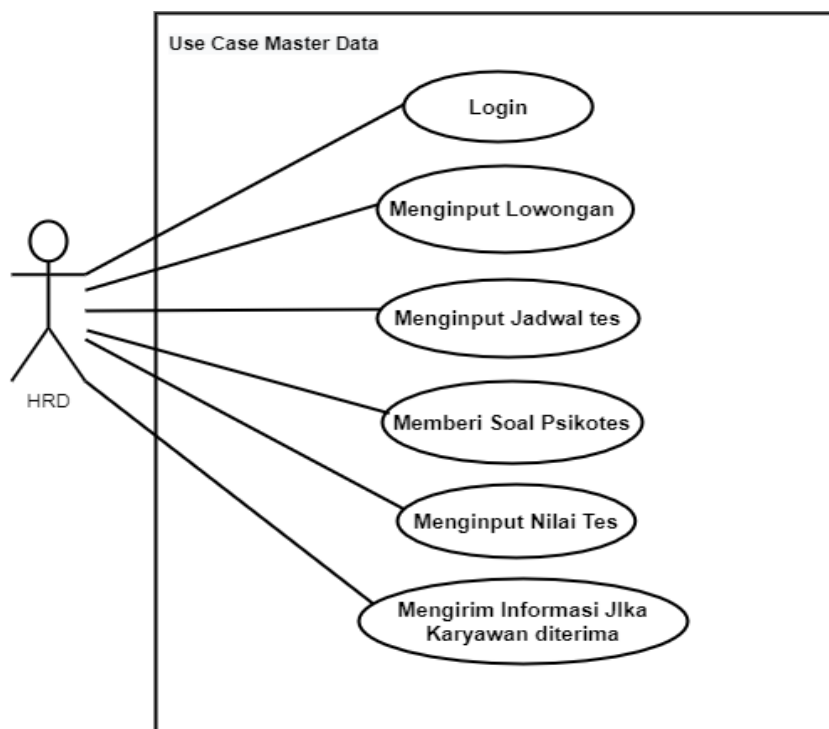 Use Case Master Data
Login
Menginput Lowongan
Menginput Jadwal tes
HRD
Memberi Soal Psikotes
Menginput Nilai Tes
Mengirim Informasi JIka
Karyawan diterima